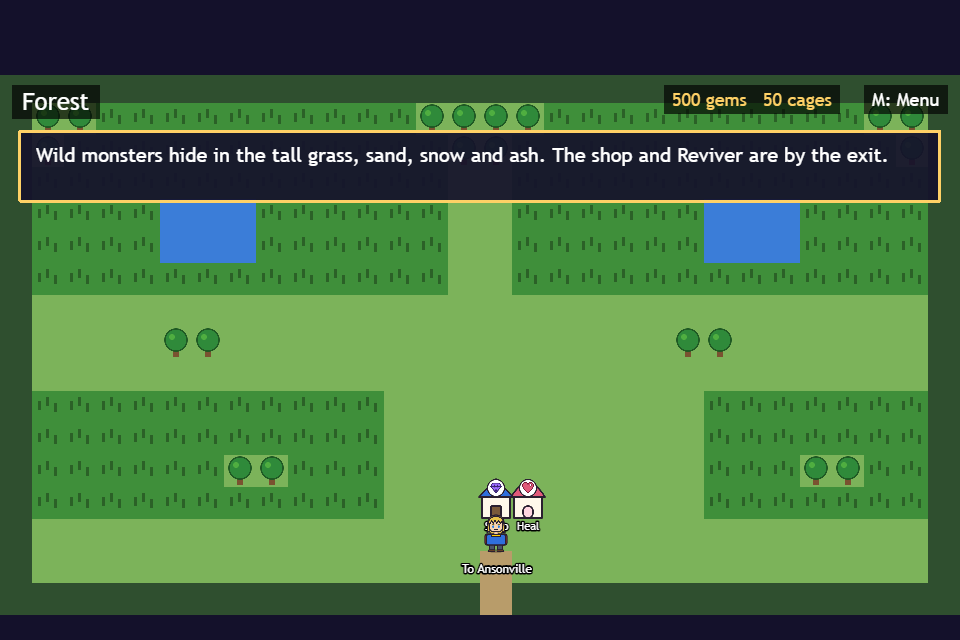 Forest
500 gems 50 cages
M: Menu
Wild monsters hide in the tall grass, sand, snow and ash. The shop and Reviver are by the exit.
Heal
To Ansonville